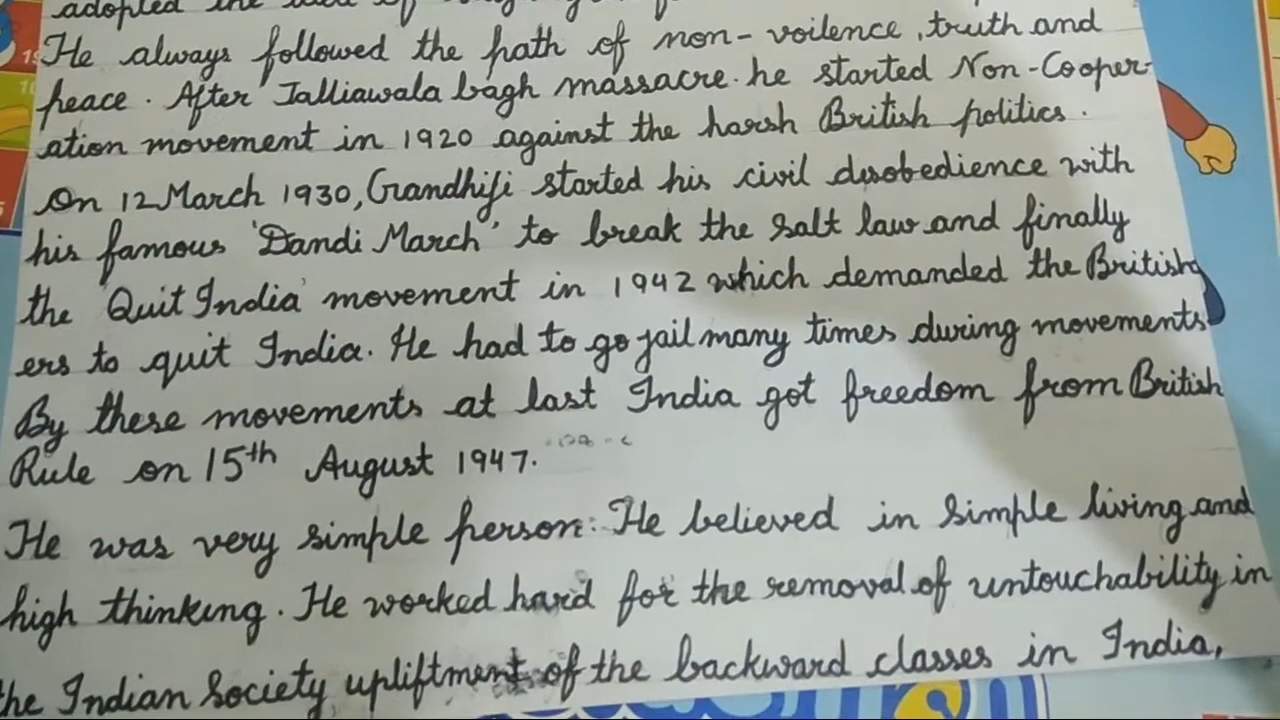 adopted the
He always followed the path of non-voilence, truth and
peace. After Jalliawala bagh massacre. he started Non-Cooper-
ation movement in 1920 against the harsh British politics.
On 12 March 1930, Gandhiji started his civil disobedience with
his famous 'Dandi March' to break the salt law and finally
the 'Quit India' movement in 1942 which demanded the British
ers to quit India. He had to go jail many times during movements
By these movements at last India got freedom from British
Rule on 15th August 1947.
He was very simple person. He believed in simple living and
high thinking. He worked hard for the removal of untouchability in
the Indian Society, upliftment of the backward classes in India,